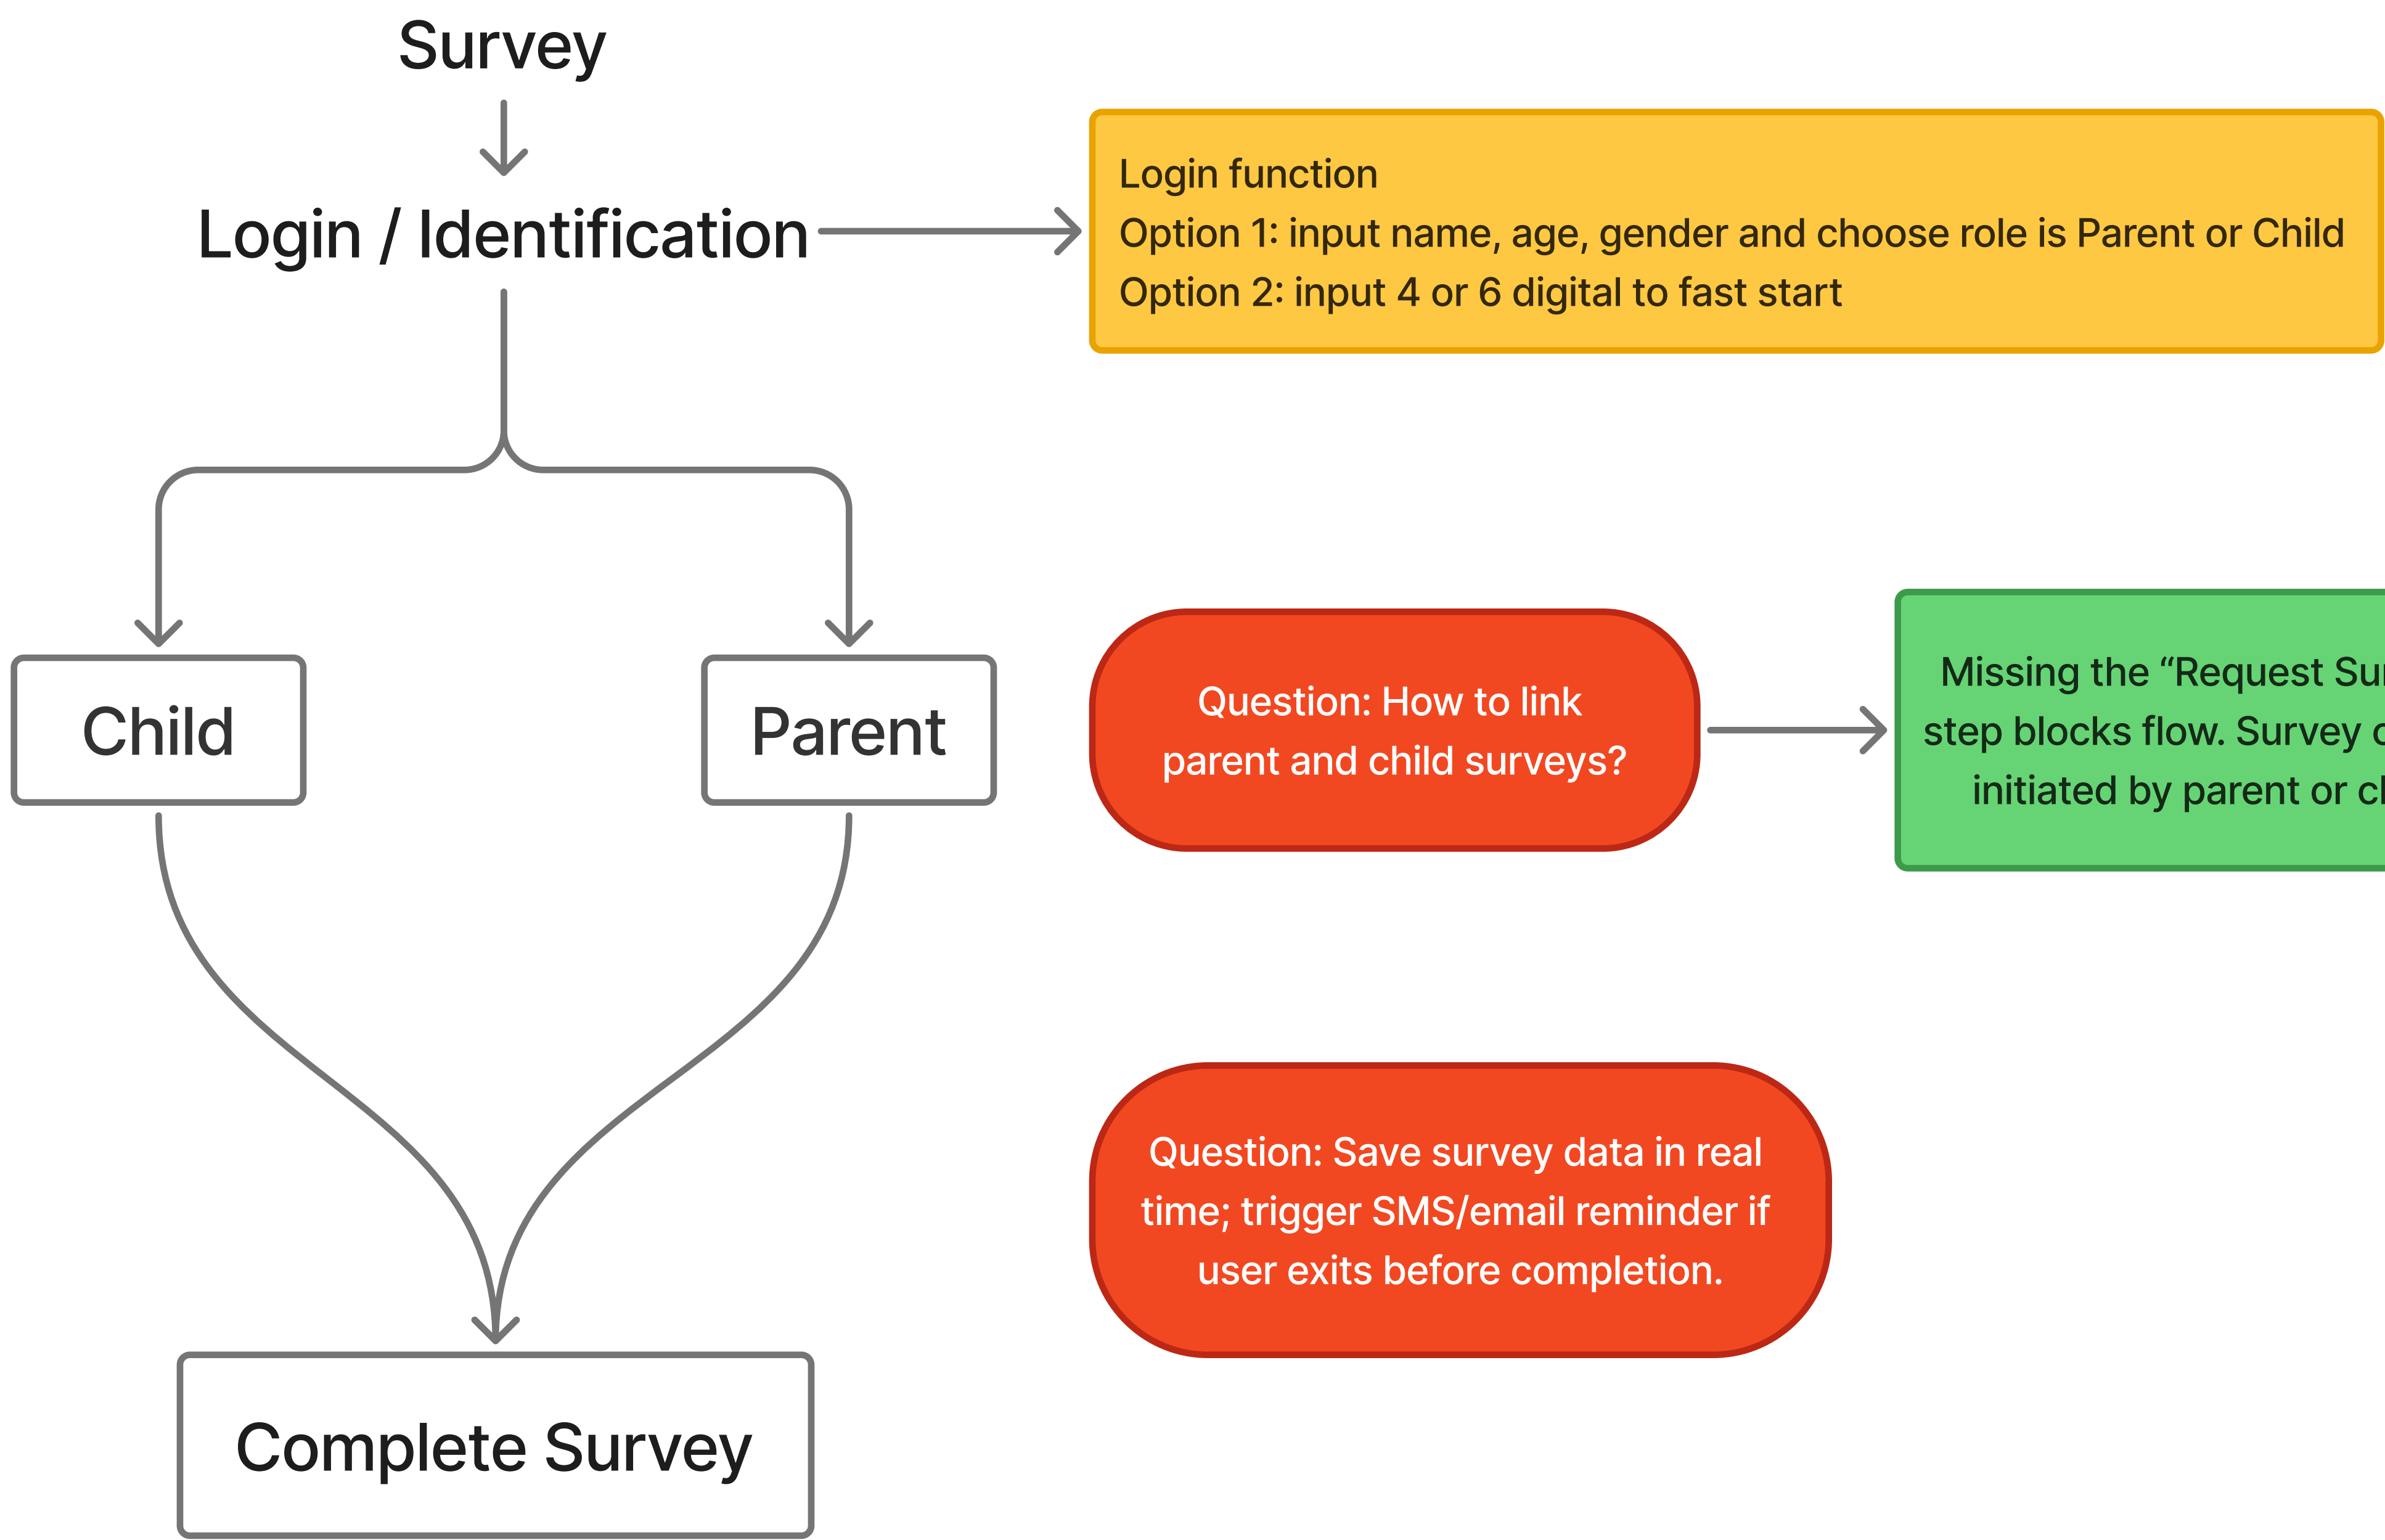 Survey
Login / Identification
Login function
Option 1: input name, age, gender and choose role is Parent or Child
Option 2: input 4 or 6 digital to fast start
Child
Parent
Question: How to link
parent and child surveys?
Missing the “Request
step blocks flow. Survey
initiated by parent or
Question: Save survey data in real
time; trigger SMS/email reminder if
user exits before completion.
Complete Survey